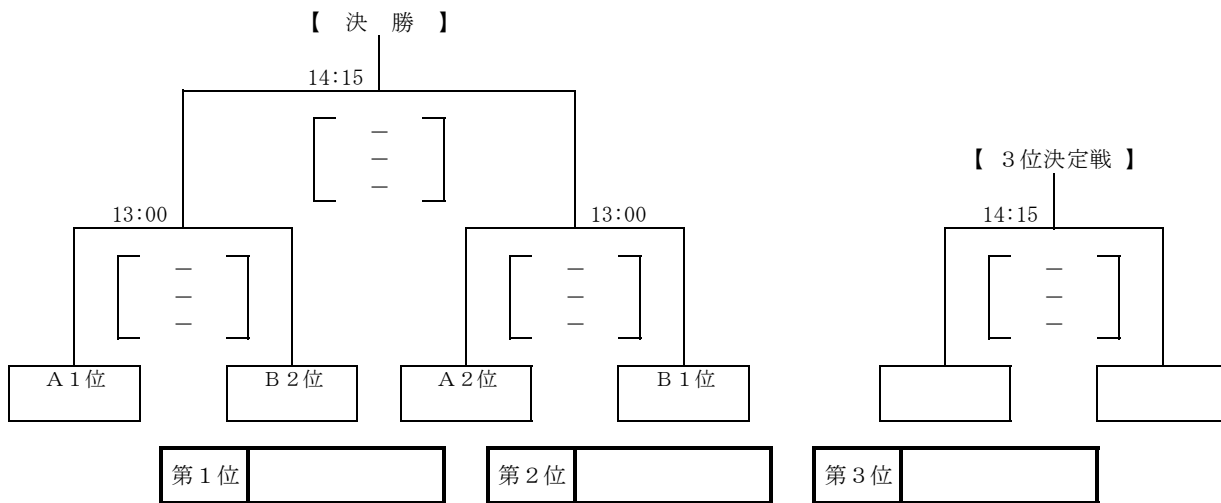 【 決 勝 】
14:15
－
－
－
【 3位決定戦 】
13:00
13:00
14:15
－ － －
－ － －
－ － －
A1位 B2位 A2位 B1位
第1位 第2位 第3位